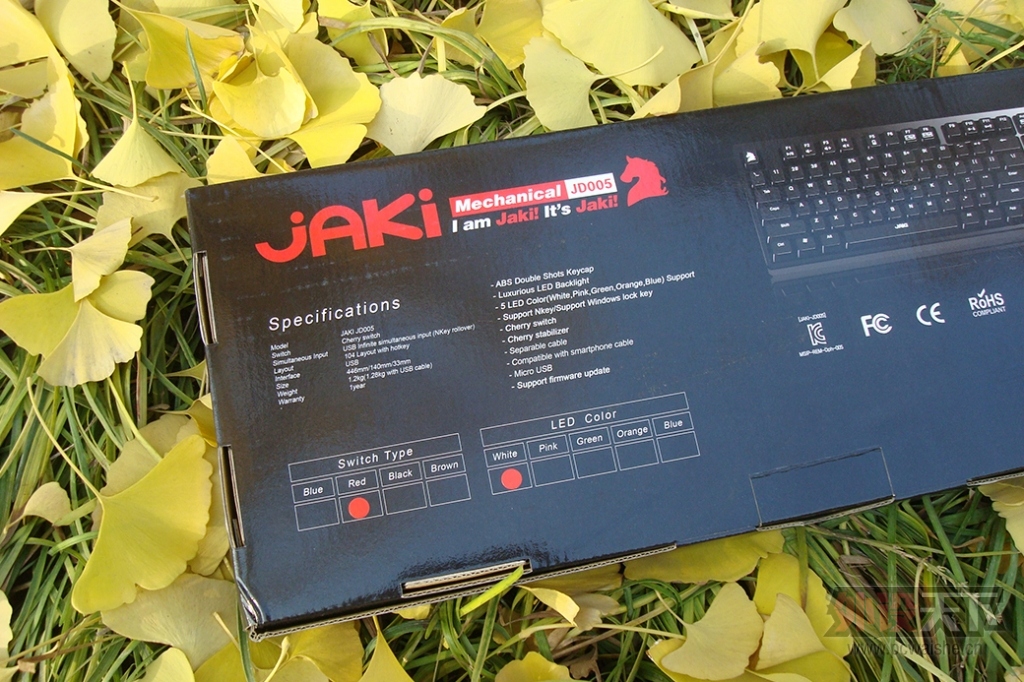 JAKi
Mechanical JD005
I am Jaki! It's Jaki!
Specifications
Model JAKI JD005
Switch Cherry switch
Simultaneous Input USB Infinite simultaneous input (NKey rollover)
Layout 104 Layout with hotkey
Interface USB
Size 446mm/140mm/33mm
Weight 1.2kg(1.28kg with USB cable)
Warranty 1year
- ABS Double Shots Keycap
- Luxurious LED Backlight
- 5 LED Color(White,Pink,Green,Orange,Blue) Support
- Support Nkey/Support Windows lock key
- Cherry switch
- Cherry stabilizer
- Separable cable
- Compatible with smartphone cable
- Micro USB
- Support firmware update
Switch Type
Blue Red Black Brown
LED Color
White Pink Green Orange Blue
FC CE RoHS
COMPLIANT